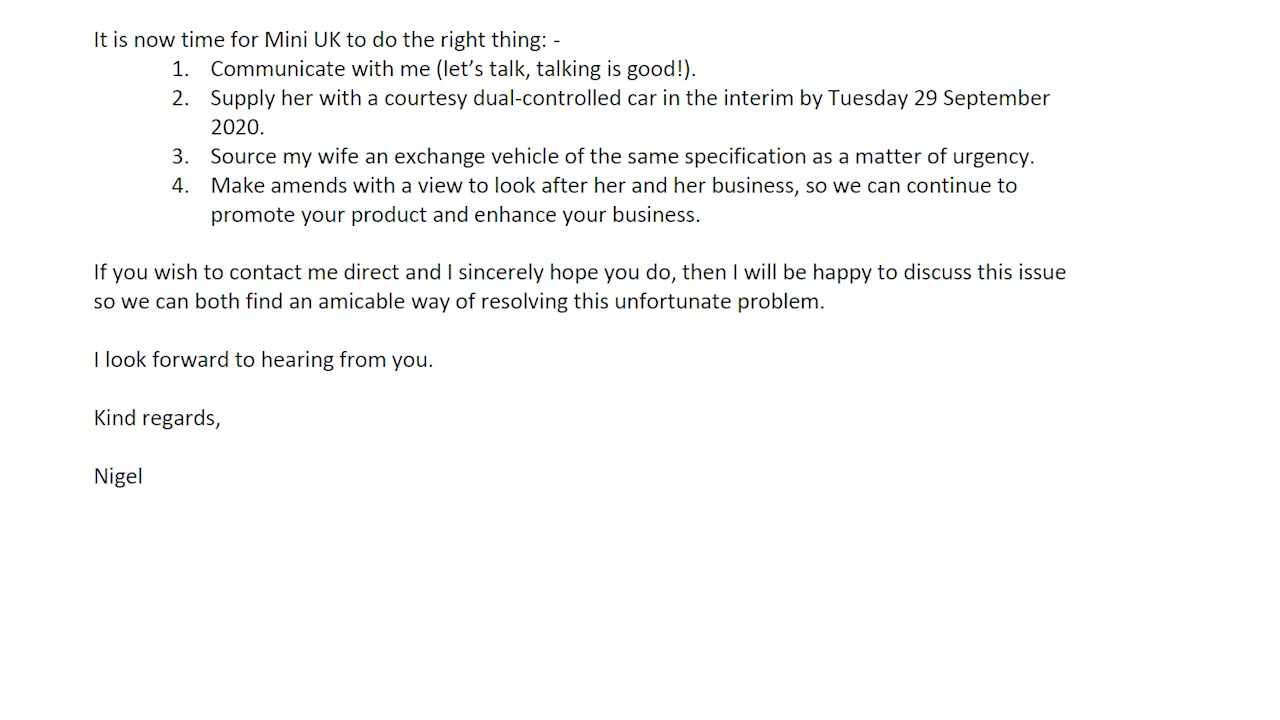 It is now time for Mini UK to do the right thing: -
1. Communicate with me (let’s talk, talking is good!).
2. Supply her with a courtesy dual-controlled car in the interim by Tuesday 29 September
2020.
3. Source my wife an exchange vehicle of the same specification as a matter of urgency.
4. Make amends with a view to look after her and her business, so we can continue to
promote your product and enhance your business.
If you wish to contact me direct and I sincerely hope you do, then I will be happy to discuss this issue
so we can both find an amicable way of resolving this unfortunate problem.
I look forward to hearing from you.
Kind regards,
Nigel